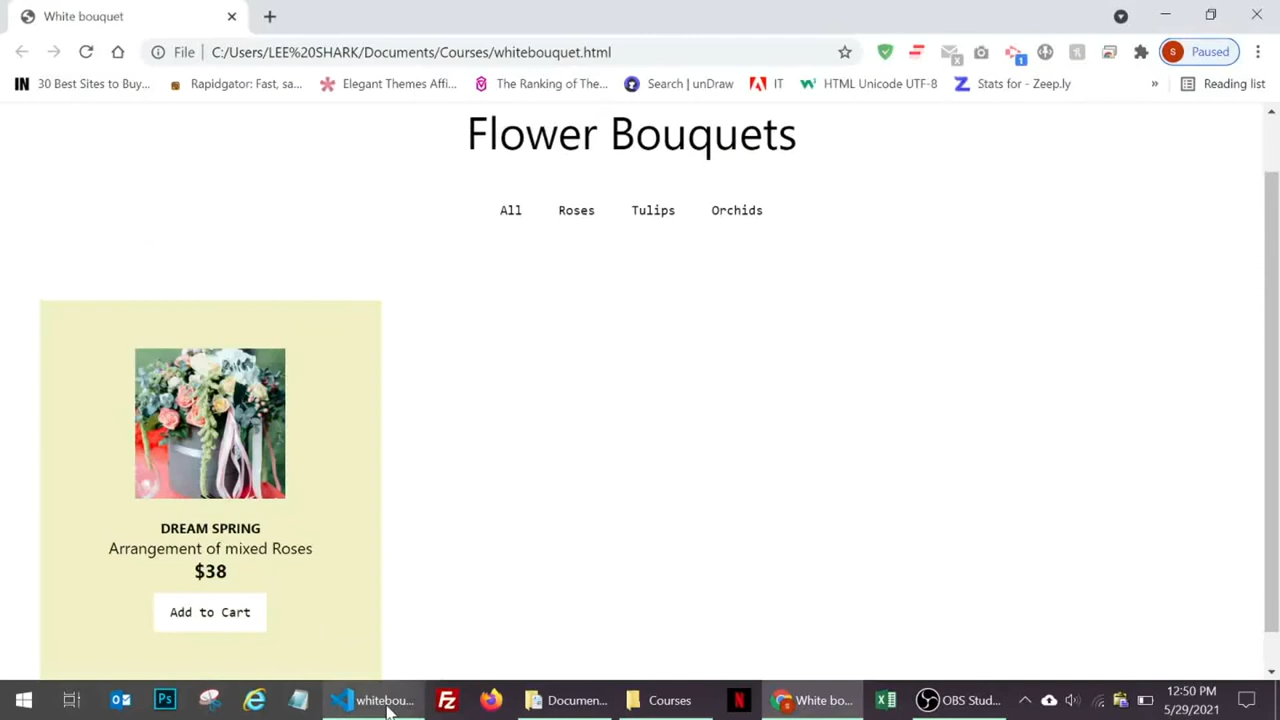 White bouquet
File C:/Users/LEE%20SHARK/Documents/Courses/whitebouquet.html
S Paused
IN 30 Best Sites to Buy... Rapidgator: Fast, sa... Elegant Themes Affi... The Ranking of The... Search | unDraw IT HTML Unicode UTF-8 Stats for - Zeep.ly » Reading list
Flower Bouquets
All Roses Tulips Orchids
DREAM SPRING
Arrangement of mixed Roses
$38
Add to Cart
Ps whitebou... Fz Documen... Courses N White bo... OBS Stud... 12:50 PM
5/29/2021